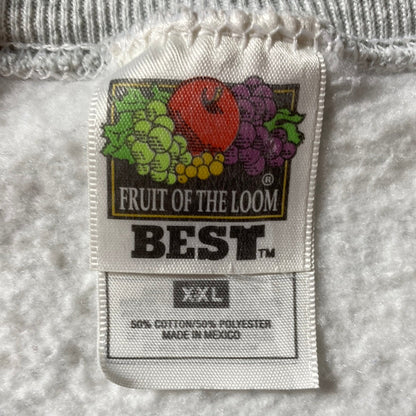 FRUIT OF THE LOOM ®
BEST™
XXL
50% COTTON/50% POLYESTER
MADE IN MEXICO